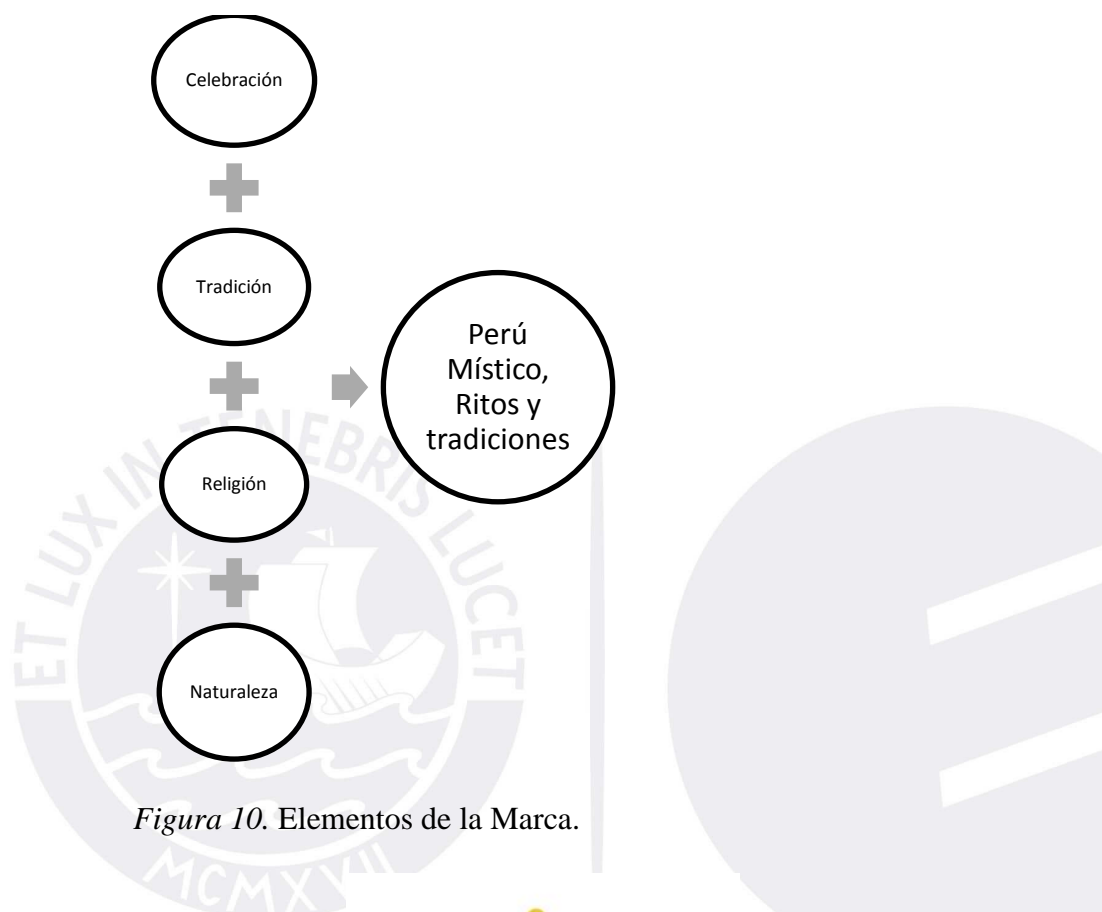 Celebración
Tradición
Perú
Místico,
Ritos y
tradiciones
Religión
Naturaleza
ET LUX IN TENEBRIS LUCET
MCMXVII
Figura 10. Elementos de la Marca.